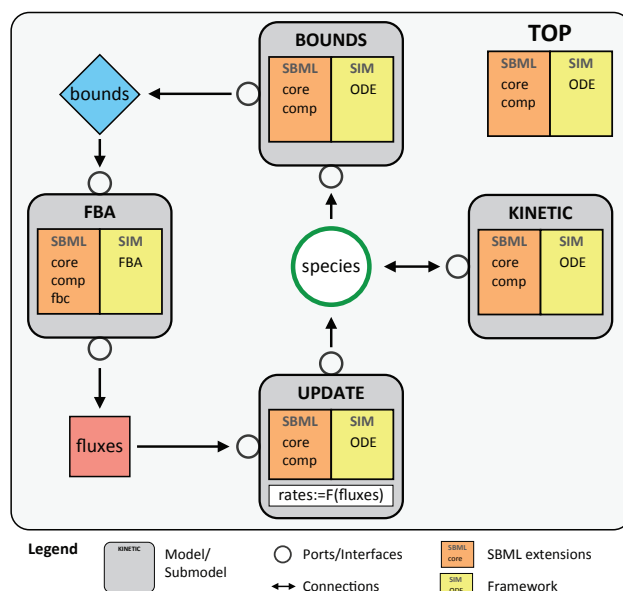 BOUNDS
SBML SIM
core ODE
comp
TOP
SBML SIM
core ODE
comp
bounds
FBA
SBML SIM
core FBA
comp
fbc
species
KINETIC
SBML SIM
core ODE
comp
fluxes
UPDATE
SBML SIM
core ODE
comp
rates:=F(fluxes)
Legend
KINETIC
Model/
Submodel
Ports/Interfaces
Connections
SBML
core
SBML extensions
SIM
ODE
Framework